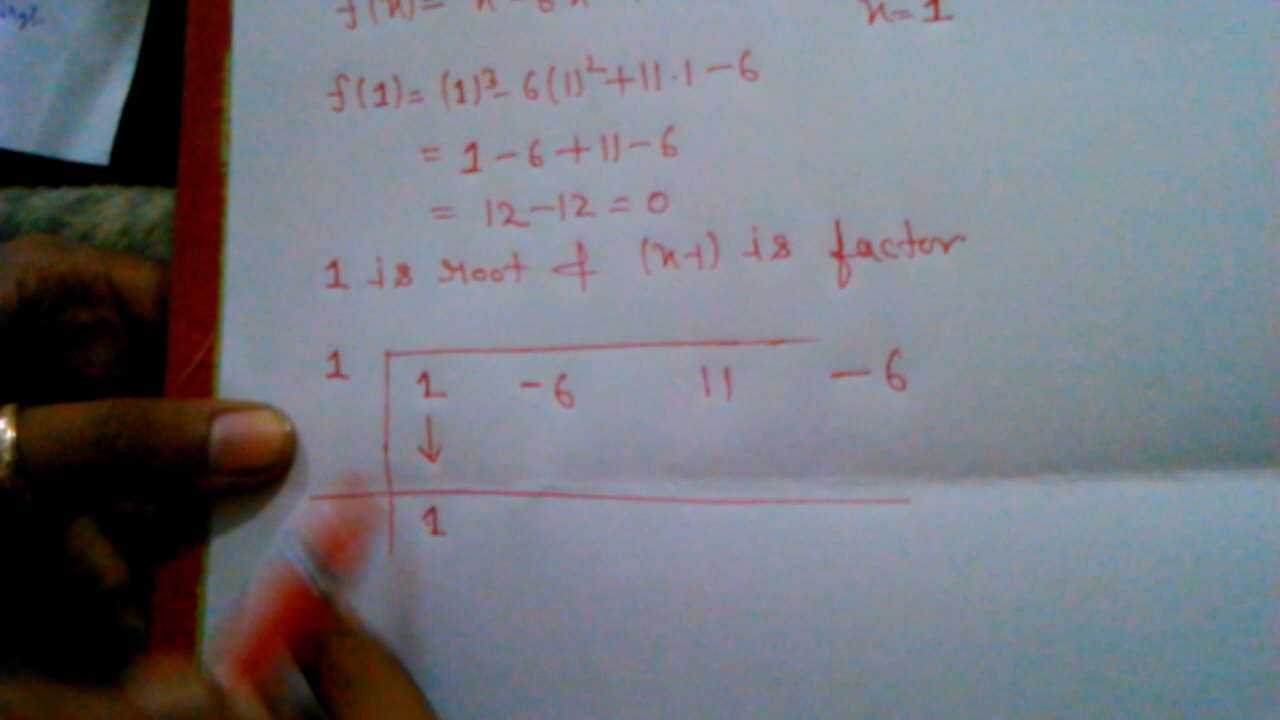 f(x)=
x=1
f(1)= (1)³- 6(1)²+11.1-6
= 1-6+11-6
= 12-12=0
1 is root & (x-1) is factor
1 1 -6 11 -6
↓
1